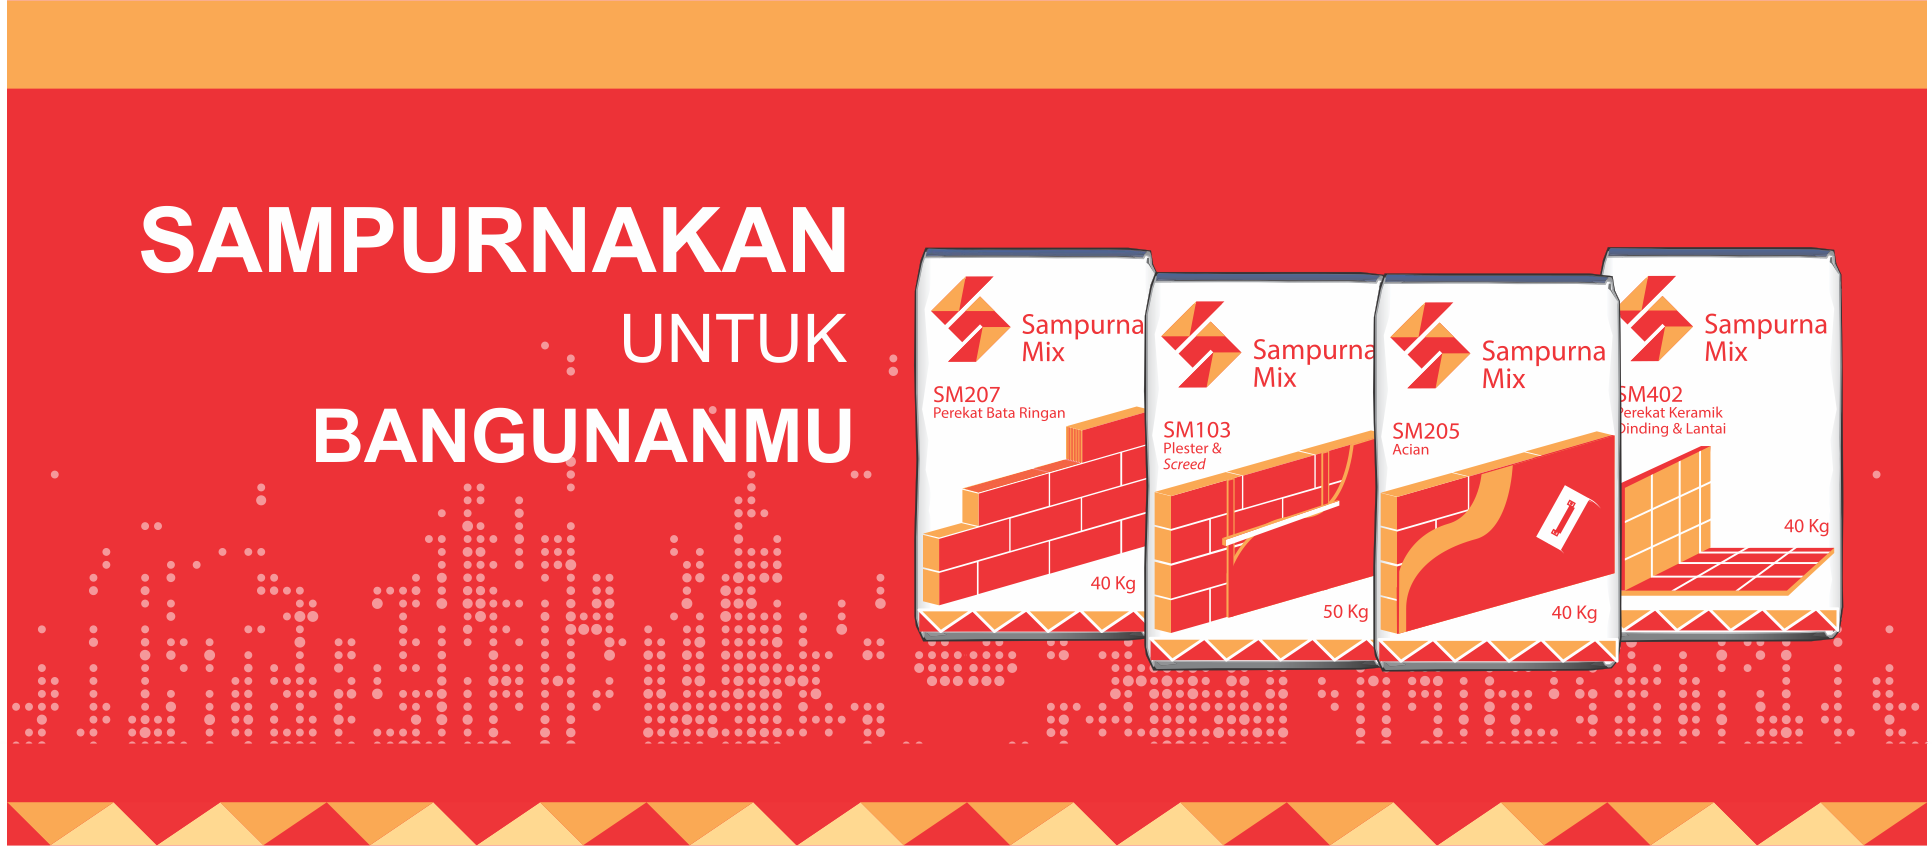 SAMPURNAKAN
UNTUK
BANGUNANMU
Sampurna
Mix
SM207
Perekat Bata Ringan
40 Kg
Sampurna
Mix
SM103
Plester &
Screed
50 Kg
Sampurna
Mix
SM205
Acian
40 Kg
Sampurna
Mix
SM402
Perekat Keramik
Dinding & Lantai
40 Kg